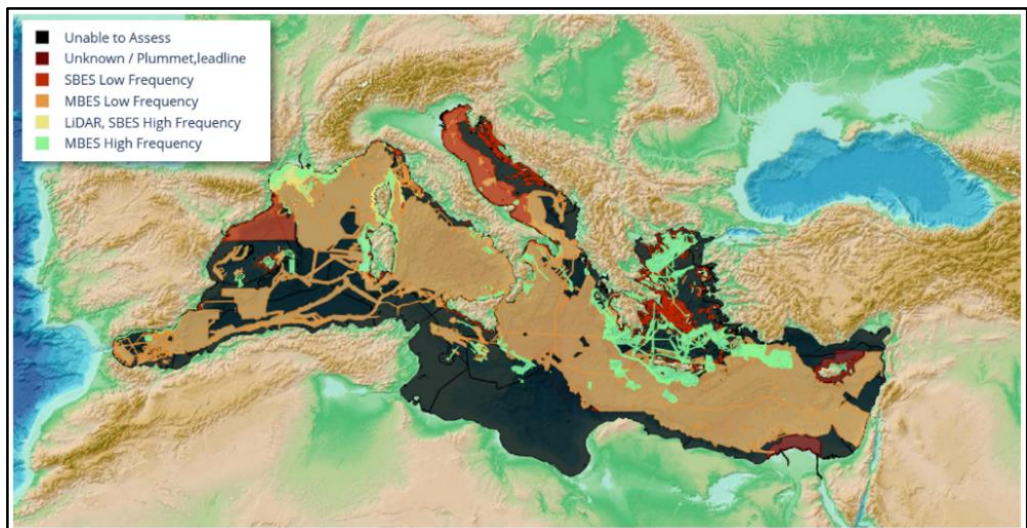 Unable to Assess
Unknown / Plummet,leadline
SBES Low Frequency
MBES Low Frequency
LiDAR, SBES High Frequency
MBES High Frequency